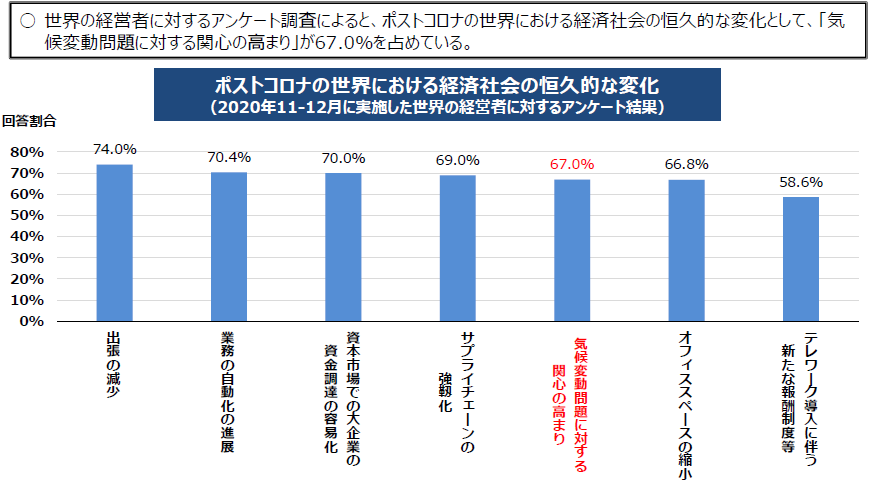 ○ 世界の経営者に対するアンケート調査によると、ポストコロナの世界における経済社会の恒久的な変化として、「気
候変動問題に対する関心の高まり」が67.0%を占めている。
ポストコロナの世界における経済社会の恒久的な変化
(2020年11-12月に実施した世界の経営者に対するアンケート結果)
回答割合
80%
70%
60%
50%
40%
30%
20%
10%
0%
74.0%
70.4%
70.0%
69.0%
67.0%
66.8%
58.6%
出張の減少
業務の自動化の進展
資本市場での大企業の
資金調達の容易化
サプライチェーンの
強靱化
気候変動問題に対する
関心の高まり
オフィススペースの縮小
テレワーク導入に伴う
新たな報酬制度等